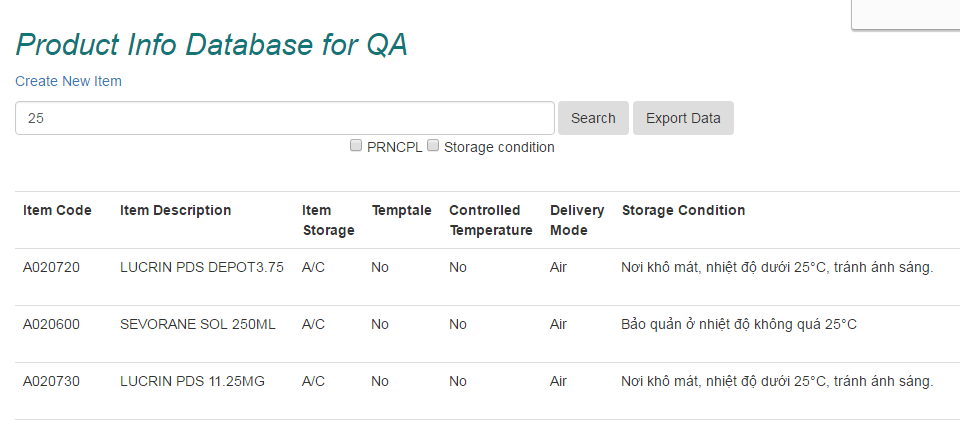 Product Info Database for QA
Create New Item
25 Search Export Data
PRNCPL Storage condition
Item Code Item Description Item Storage Temptale Controlled Temperature Delivery Mode Storage Condition
A020720 LUCRIN PDS DEPOT3.75 A/C No No Air Nơi khô mát, nhiệt độ dưới 25°C, tránh ánh sáng.
A020600 SEVORANE SOL 250ML A/C No No Air Bảo quản ở nhiệt độ không quá 25°C
A020730 LUCRIN PDS 11.25MG A/C No No Air Nơi khô mát, nhiệt độ dưới 25°C, tránh ánh sáng.